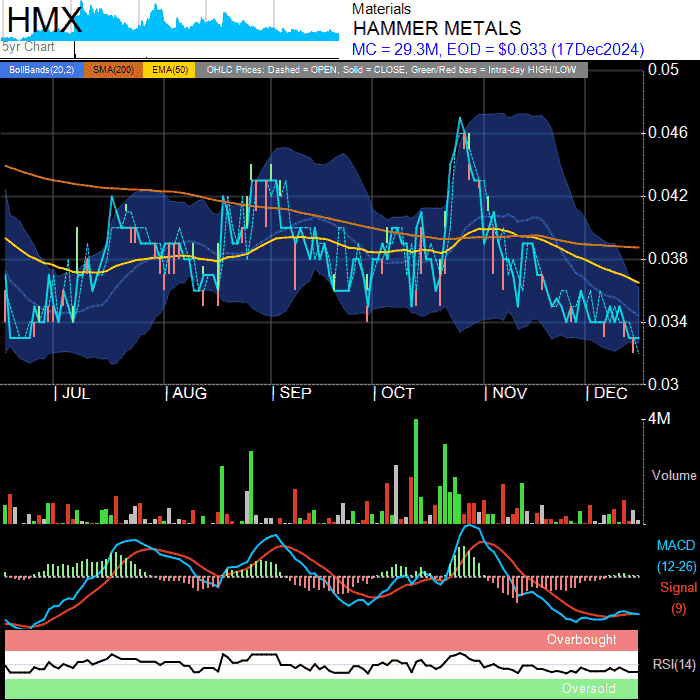 HMX
5yr Chart
Materials
HAMMER METALS
MC = 29.3M, EOD = $0.033 (17Dec2024)
BollBands(20,2) SMA(200) EMA(50) OHLC Prices: Dashed = OPEN, Solid = CLOSE, Green/Red bars = Intra-day HIGH/LOW
0.05
0.046
0.042
0.038
0.034
0.03
JUL AUG SEP OCT NOV DEC
4M
Volume
MACD
(12-26)
Signal
(9)
Overbought
RSI(14)
Oversold